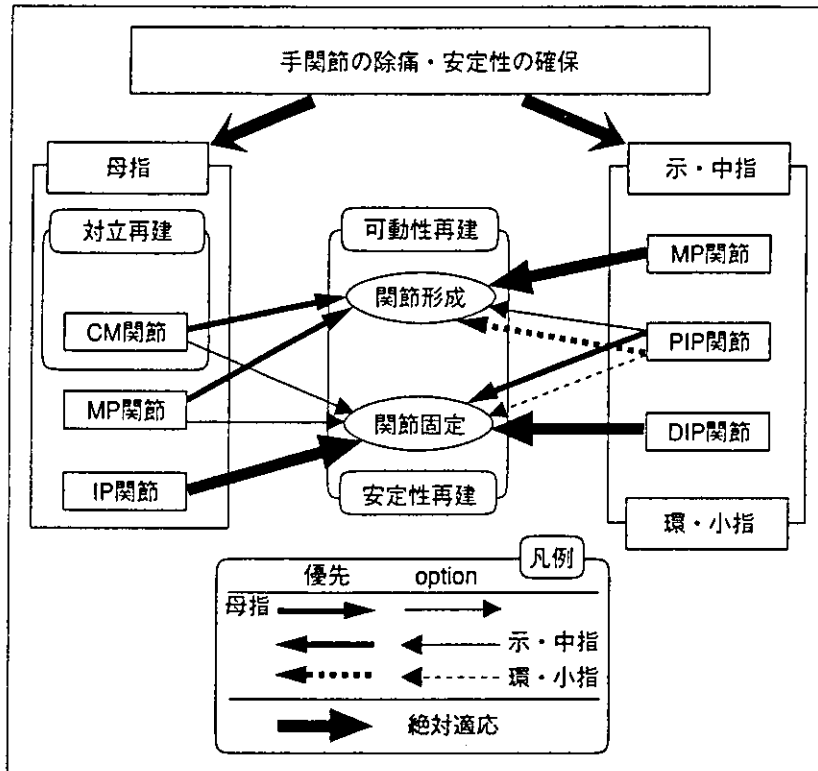 手関節の除痛・安定性の確保
母指
示・中指
対立再建
可動性再建
MP関節
関節形成
CM関節
PIP関節
MP関節
関節固定
DIP関節
IP関節
安定性再建
環・小指
凡例
優先 option
母指
示・中指
環・小指
絶対適応